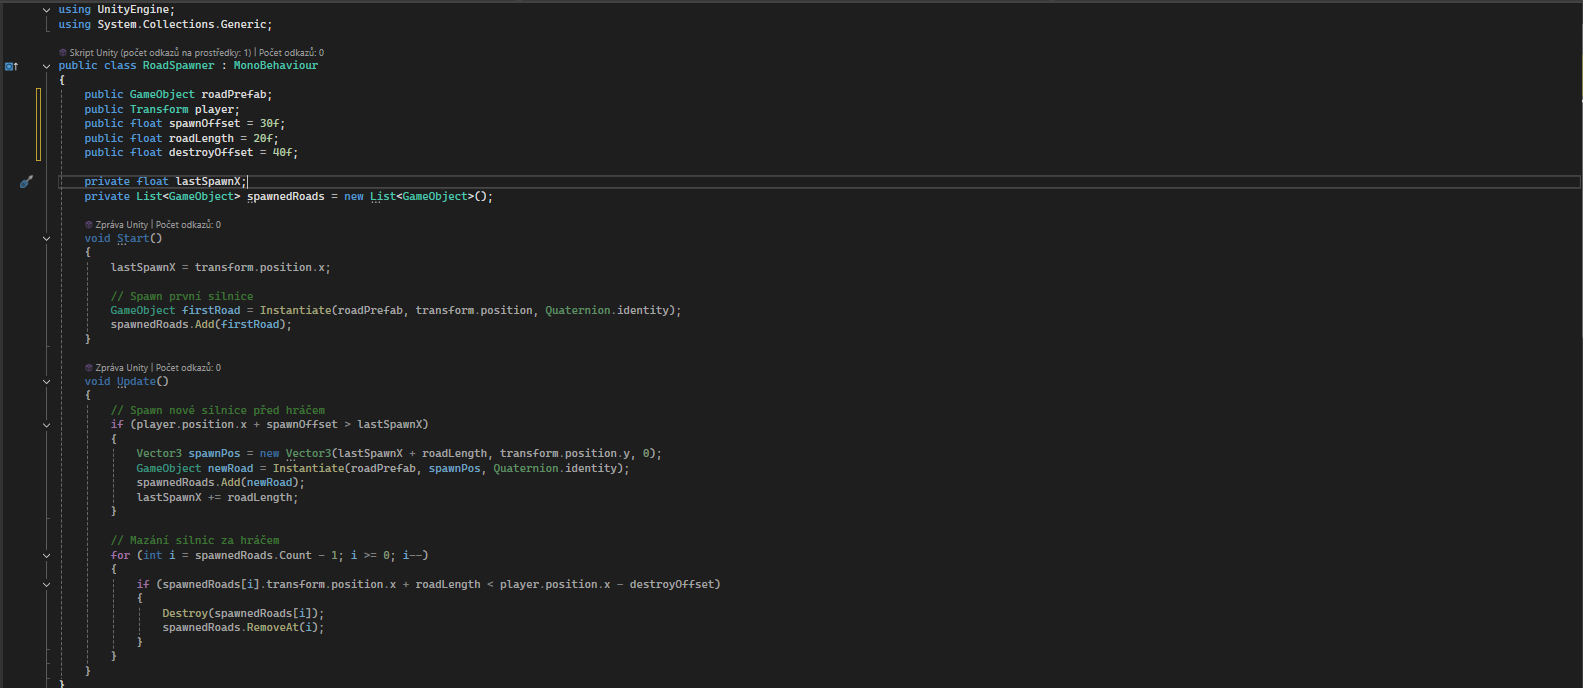 using UnityEngine;
using System.Collections.Generic;
Skript Unity (počet odkazů na prostředky: 1) | Počet odkazů: 0
public class RoadSpawner : MonoBehaviour
{
public GameObject roadPrefab;
public Transform player;
public float spawnOffset = 30f;
public float roadLength = 20f;
public float destroyOffset = 40f;
private float lastSpawnX;
private List<GameObject> spawnedRoads = new List<GameObject>();
Zpráva Unity | Počet odkazů: 0
void Start()
{
lastSpawnX = transform.position.x;
// Spawn první silnice
GameObject firstRoad = Instantiate(roadPrefab, transform.position, Quaternion.identity);
spawnedRoads.Add(firstRoad);
}
Zpráva Unity | Počet odkazů: 0
void Update()
{
// Spawn nové silnice před hráčem
if (player.position.x + spawnOffset > lastSpawnX)
{
Vector3 spawnPos = new Vector3(lastSpawnX + roadLength, transform.position.y, 0);
GameObject newRoad = Instantiate(roadPrefab, spawnPos, Quaternion.identity);
spawnedRoads.Add(newRoad);
lastSpawnX += roadLength;
}
// Mazání silnic za hráčem
for (int i = spawnedRoads.Count - 1; i >= 0; i--)
{
if (spawnedRoads[i].transform.position.x + roadLength < player.position.x - destroyOffset)
{
Destroy(spawnedRoads[i]);
spawnedRoads.RemoveAt(i);
}
}
}
}